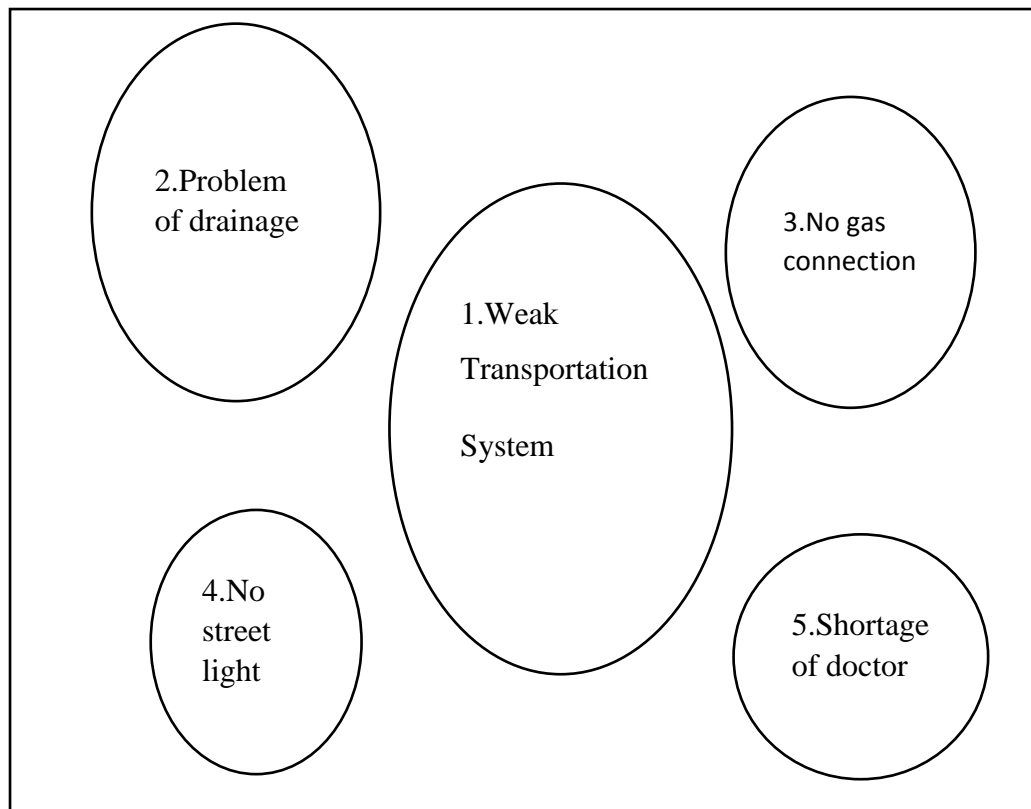 1.Weak
Transportation
System
2.Problem
of drainage
3.No gas
connection
4.No
street
light
5.Shortage
of doctor